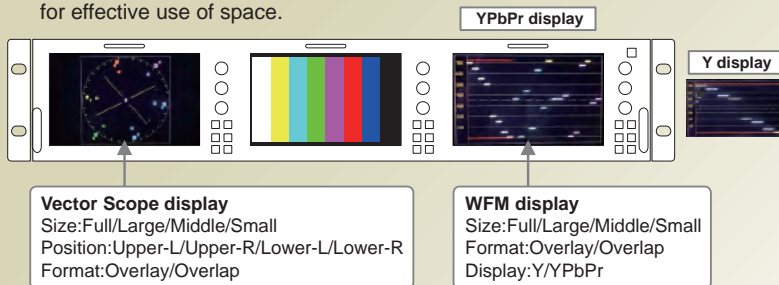 for effective use of space.
YPbPr display
Y display
Vector Scope display
Size:Full/Large/Middle/Small
Position:Upper-L/Upper-R/Lower-L/Lower-R
Format:Overlay/Overlap
WFM display
Size:Full/Large/Middle/Small
Format:Overlay/Overlap
Display:Y/YPbPr